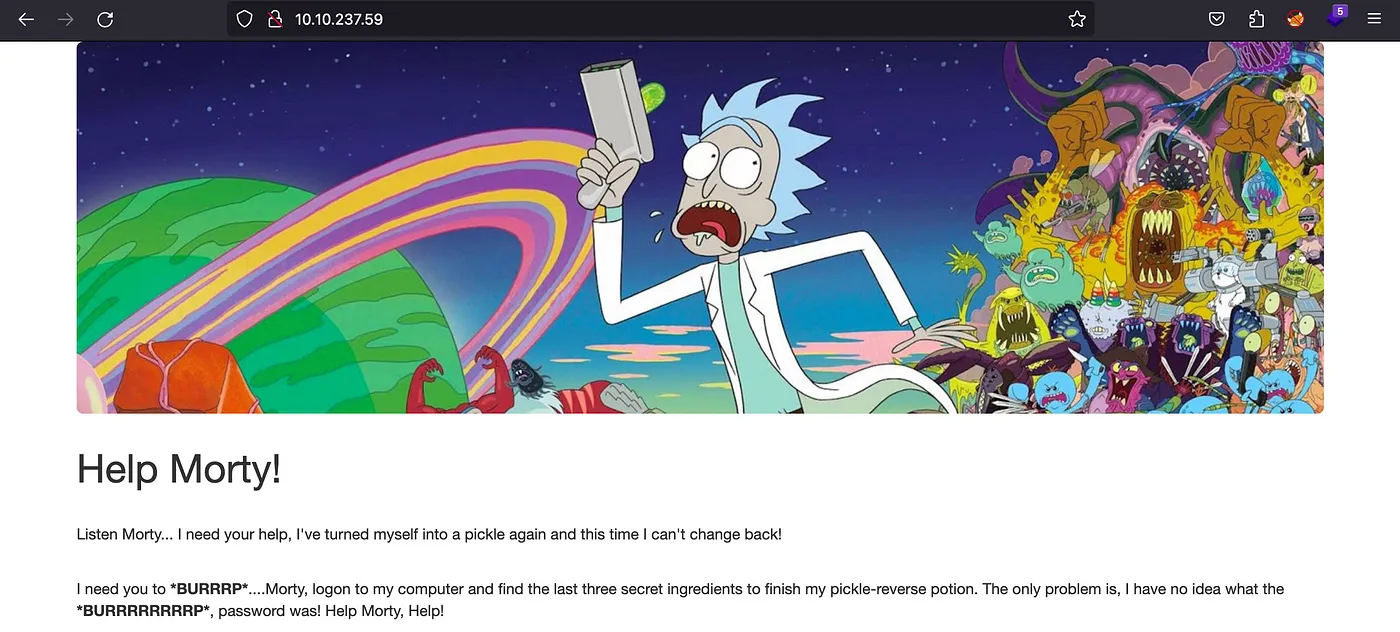 10.10.237.59
5
Help Morty!
Listen Morty... I need your help, I've turned myself into a pickle again and this time I can't change back!
I need you to *BURRRP*....Morty, logon to my computer and find the last three secret ingredients to finish my pickle-reverse potion. The only problem is, I have no idea what the
*BURRRRRRRRP*, password was! Help Morty, Help!